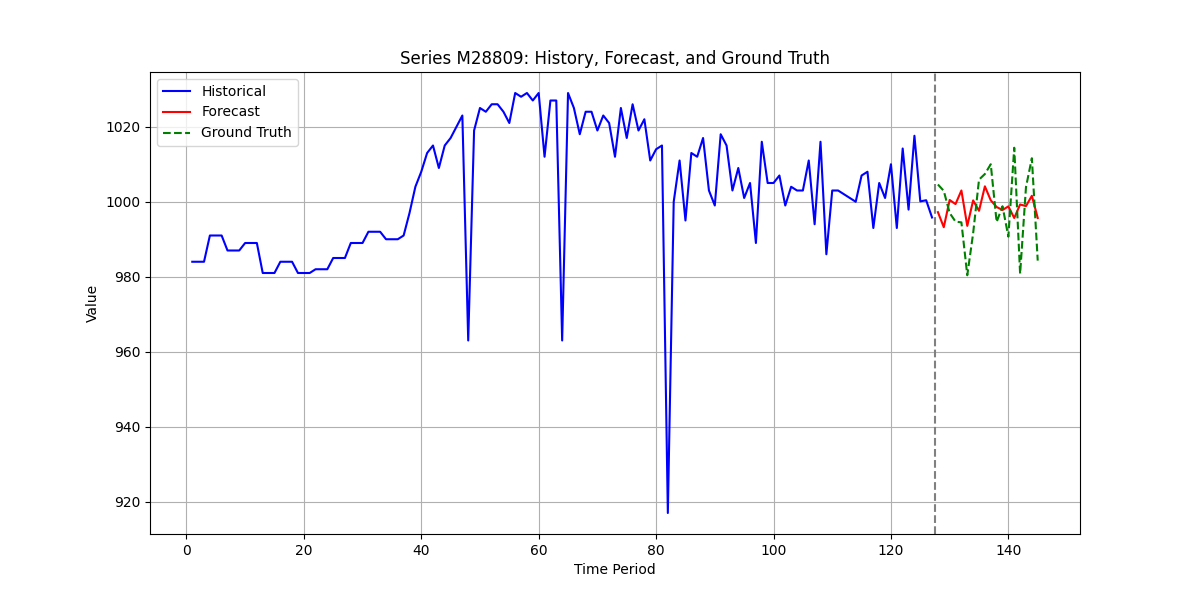 Series M28809: History, Forecast, and Ground Truth
Historical
Forecast
Ground Truth
1020
1000
980
960
940
920
Value
0 20 40 60 80 100 120 140
Time Period